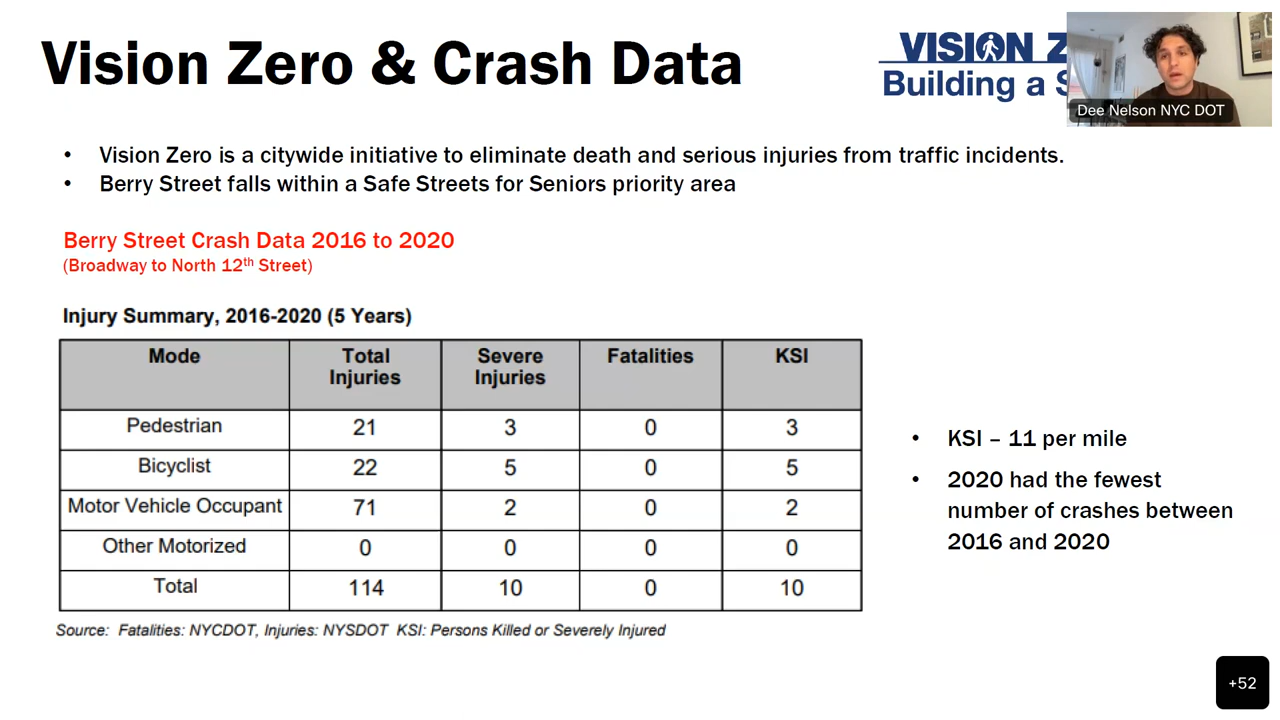 Vision Zero & Crash Data
VISION Z
Building a S
Dee Nelson NYC DOT
• Vision Zero is a citywide initiative to eliminate death and serious injuries from traffic incidents.
• Berry Street falls within a Safe Streets for Seniors priority area
Berry Street Crash Data 2016 to 2020
(Broadway to North 12th Street)
Injury Summary, 2016-2020 (5 Years)
Mode Total Injuries Severe Injuries Fatalities KSI
Pedestrian 21 3 0 3
Bicyclist 22 5 0 5
Motor Vehicle Occupant 71 2 0 2
Other Motorized 0 0 0 0
Total 114 10 0 10
Source: Fatalities: NYCDOT, Injuries: NYSDOT KSI: Persons Killed or Severely Injured
• KSI – 11 per mile
• 2020 had the fewest
number of crashes between
2016 and 2020
+52